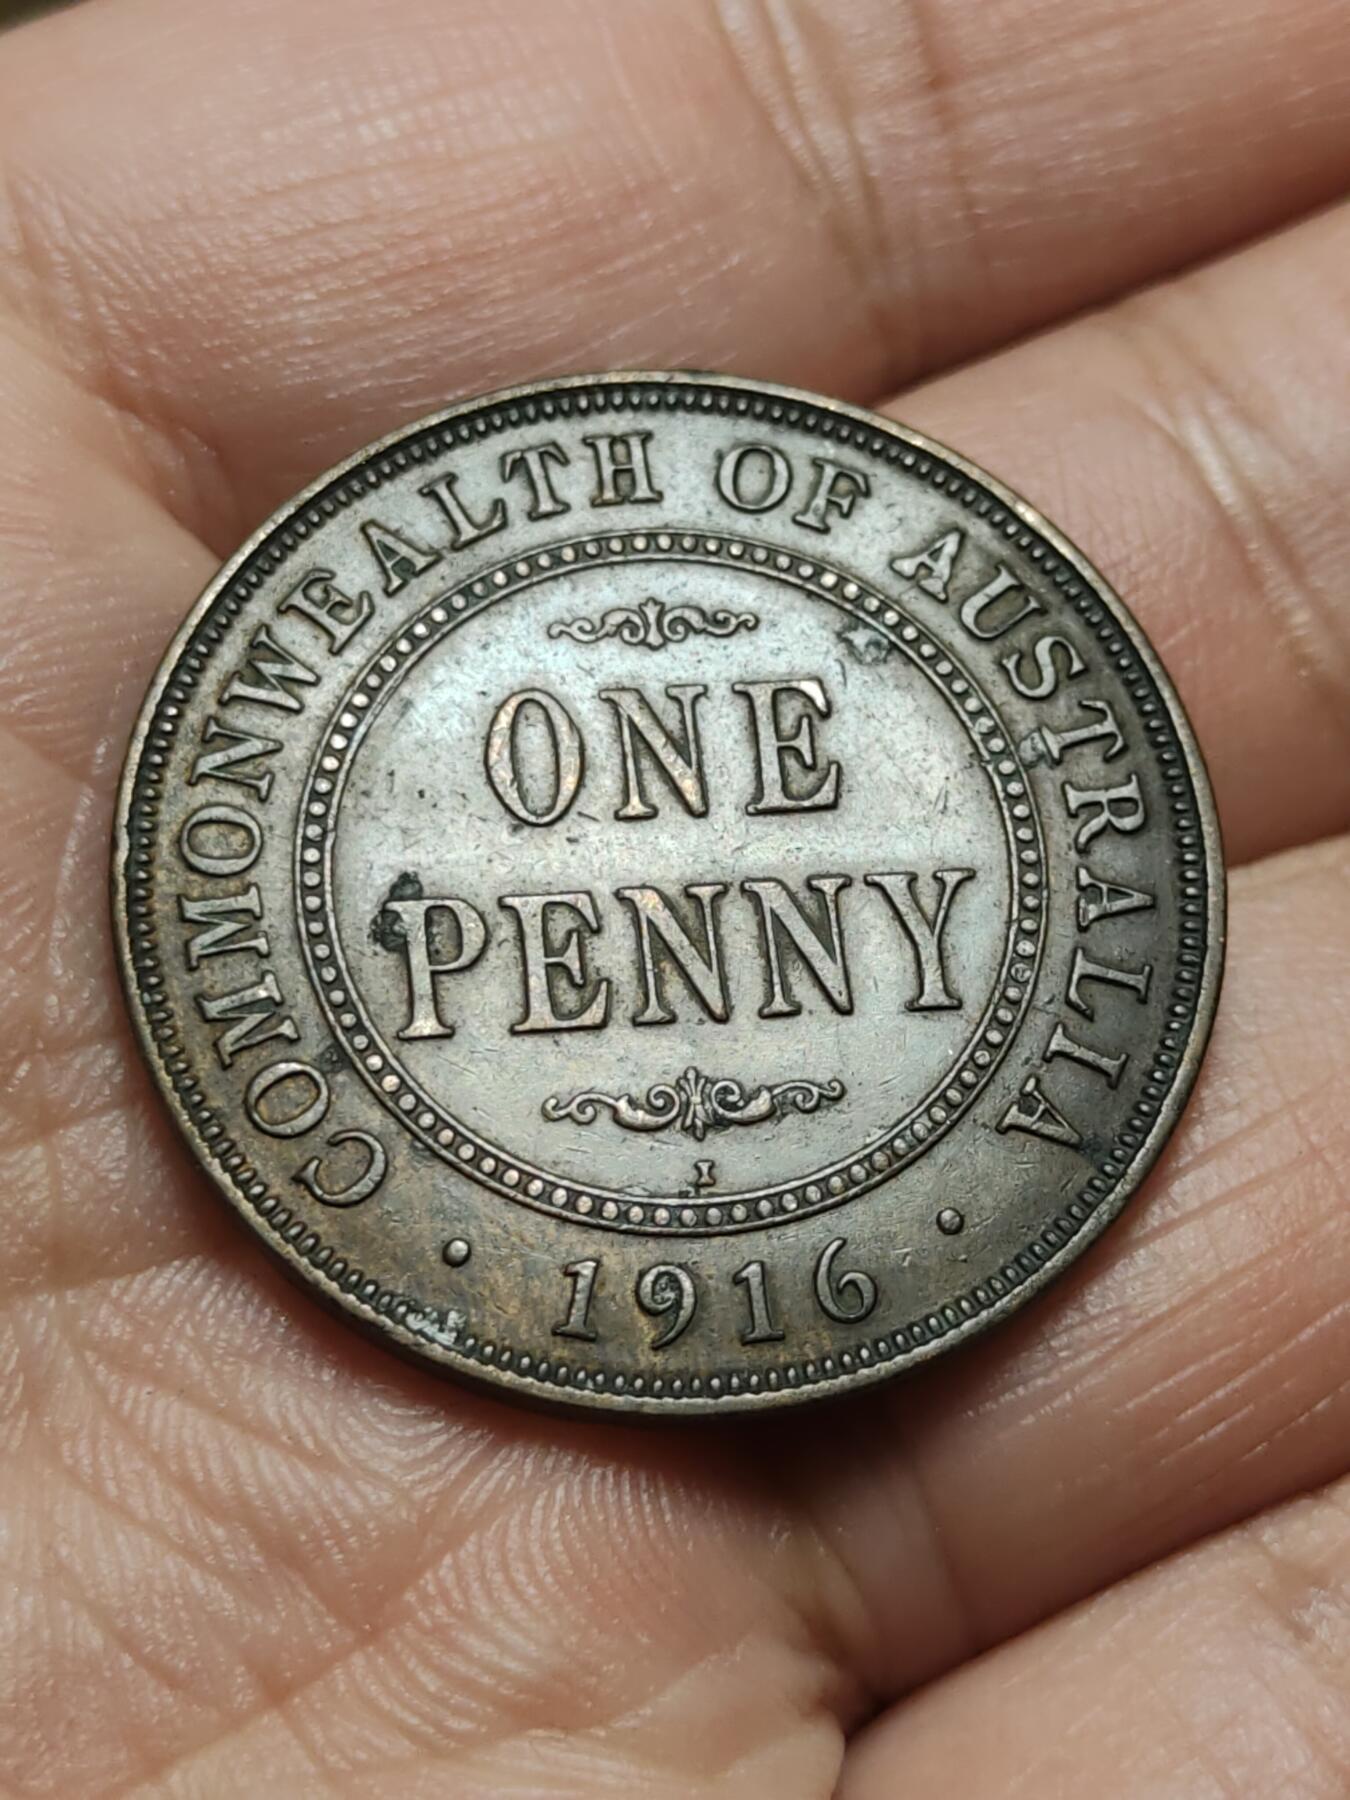 COMMONWEALTH OF AUSTRALIA
ONE
PENNY
I
· 1916 ·